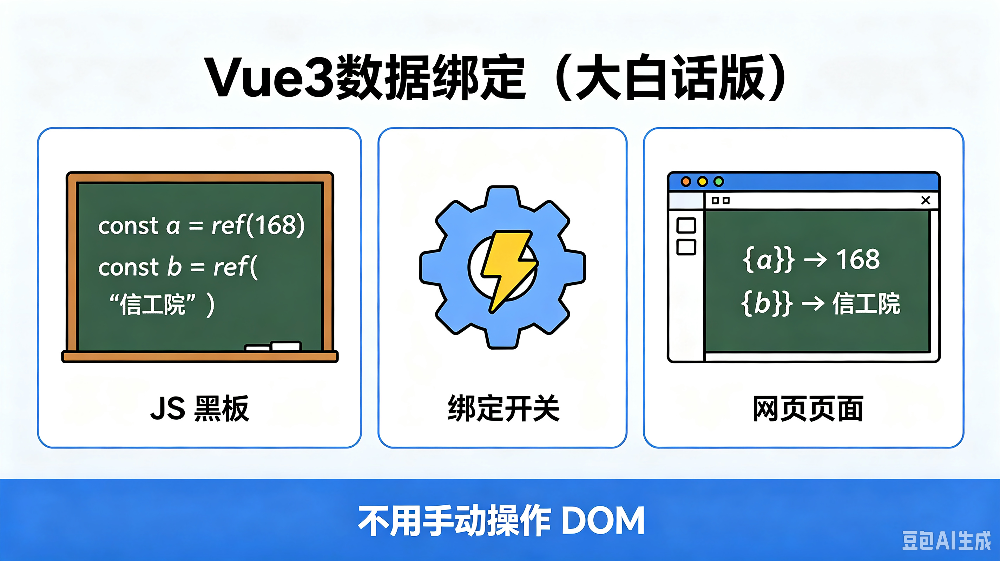 Vue3数据绑定（大白话版）
const a = ref(168)
const b = ref(
“信工院” )
JS 黑板
绑定开关
{a}} → 168
{b}} → 信工院
网页页面
不用手动操作 DOM
豆包AI生成